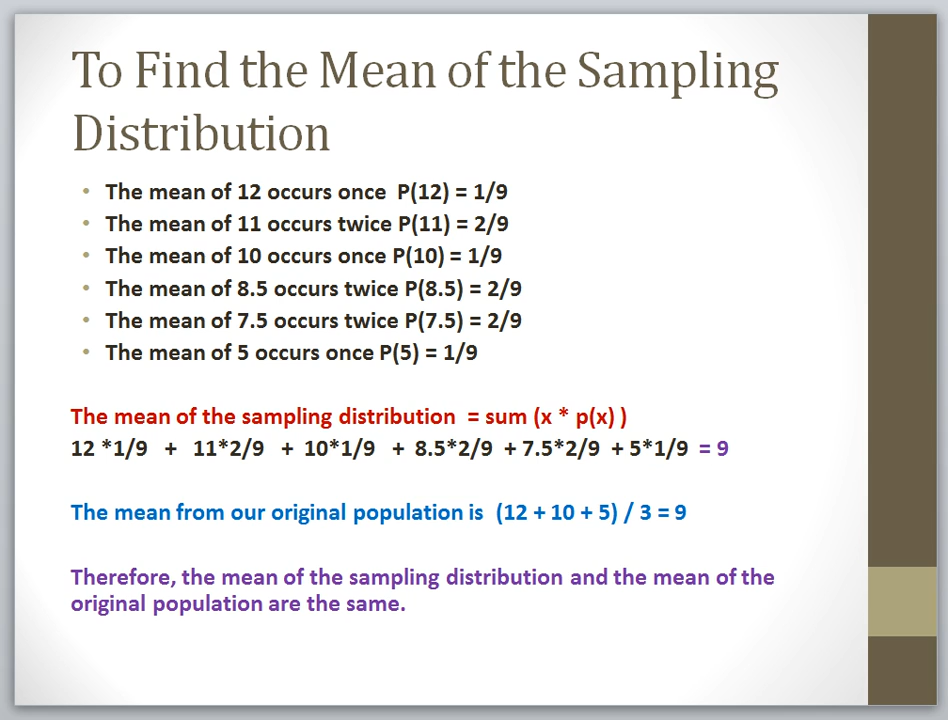 To Find the Mean of the Sampling
Distribution
• The mean of 12 occurs once  P(12) = 1/9
• The mean of 11 occurs twice P(11) = 2/9
• The mean of 10 occurs once P(10) = 1/9
• The mean of 8.5 occurs twice P(8.5) = 2/9
• The mean of 7.5 occurs twice P(7.5) = 2/9
• The mean of 5 occurs once P(5) = 1/9
The mean of the sampling distribution  = sum (x * p(x) )
12 *1/9   +   11*2/9   +  10*1/9   +  8.5*2/9  + 7.5*2/9  + 5*1/9  = 9
The mean from our original population is  (12 + 10 + 5) / 3 = 9
Therefore, the mean of the sampling distribution and the mean of the
original population are the same.